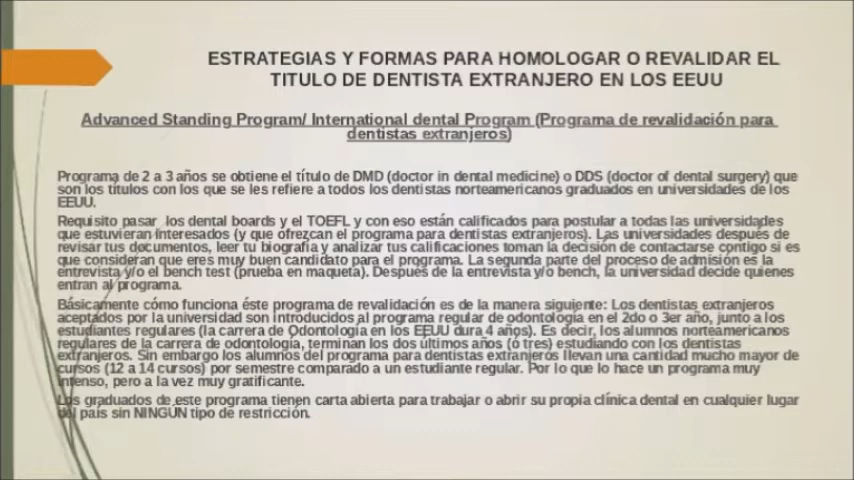 ESTRATEGIAS Y FORMAS PARA HOMOLOGAR O REVALIDAR EL
TITULO DE DENTISTA EXTRANJERO EN LOS EEUU
Advanced Standing Program/ International dental Program (Programa de revalidación para
dentistas extranjeros)
Programa de 2 a 3 años se obtiene el título de DMD (doctor in dental medicine) o DDS (doctor of dental surgery) que
son los títulos con los que se les refiere a todos los dentistas norteamericanos graduados en universidades de los
EEUU.
Requisito pasar los dental boards y el TOEFL y con eso están calificados para postular a todas las universidades
que estuvieran interesados (y que ofrezcan el programa para dentistas extranjeros). Las universidades después de
revisar tus documentos, leer tu biografía y analizar tus calificaciones toman la decisión de contactarse contigo si es
que consideran que eres muy buen candidato para el programa. La segunda parte del proceso de admisión es la
entrevista y/o el bench test (prueba en maqueta). Después de la entrevista y/o bench, la universidad decide quienes
entran al programa.
Básicamente cómo funciona éste programa de revalidación es de la manera siguiente: Los dentistas extranjeros
aceptados por la universidad son introducidos al programa regular de odontología en el 2do o 3er año, junto a los
estudiantes regulares (la carrera de Odontología en los EEUU dura 4 años). Es decir, los alumnos norteamericanos
regulares de la carrera de odontología, terminan los dos últimos años (ó tres) estudiando con los dentistas
extranjeros. Sin embargo los alumnos del programa para dentistas extranjeros llevan una cantidad mucho mayor de
cursos (12 a 14 cursos) por semestre comparado a un estudiante regular. Por lo que lo hace un programa muy
intenso, pero a la vez muy gratificante.
Los graduados de este programa tienen carta abierta para trabajar o abrir su propia clínica dental en cualquier lugar
del país sin NINGÚN tipo de restricción.